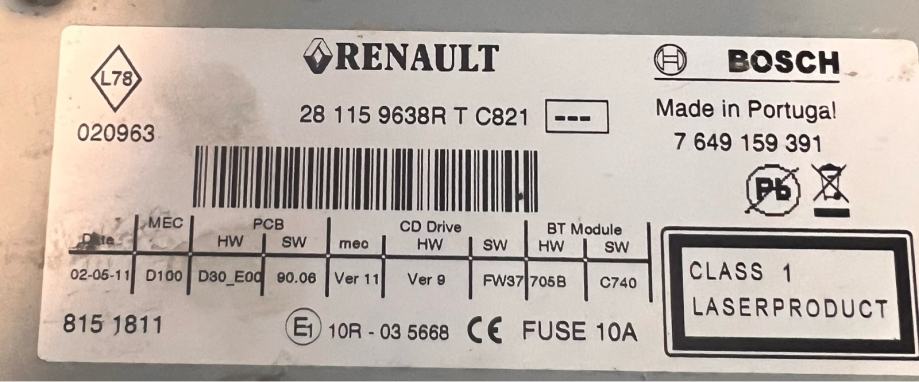 L78
RENAULT
BOSCH
28 115 9638R T C821 ---
Made in Portugal
020963
7 649 159 391
Pb
MEC PCB CD Drive BT Module
Date HW SW mec HW SW HW SW
02-05-11 D100 D30_E00 90.06 Ver 11 Ver 9 FW37 705B C740
CLASS 1
LASERPRODUCT
815 1811
E1 10R - 03 5668 CE FUSE 10A